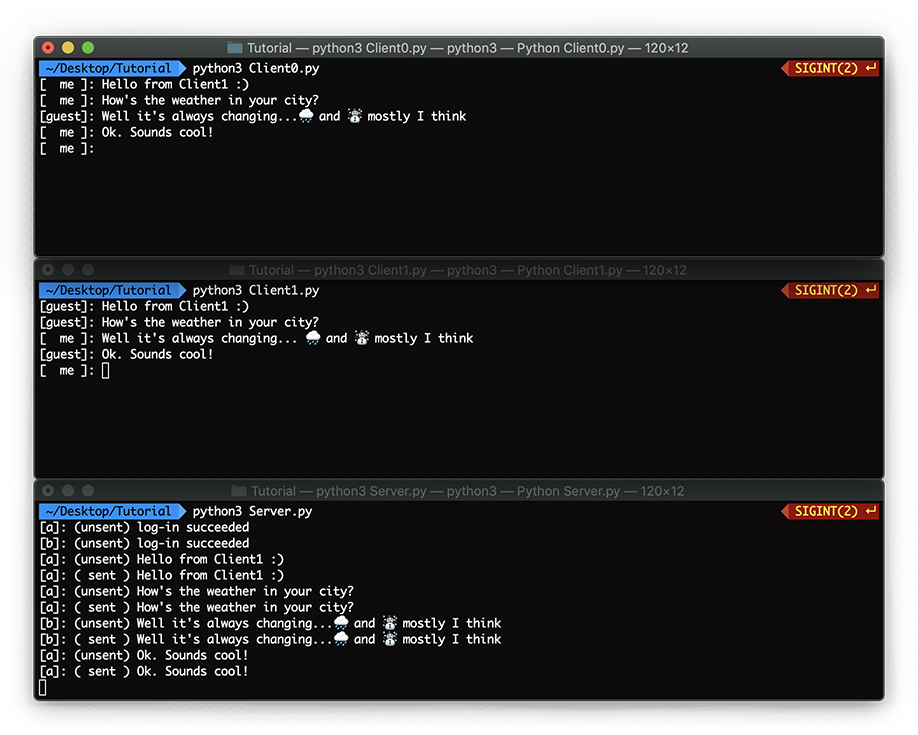 Tutorial — python3 Client0.py — python3 — Python Client0.py — 120×12
~/Desktop/Tutorial python3 Client0.py SIGINT(2) ↵
[  me ]: Hello from Client1 :)
[  me ]: How's the weather in your city?
[guest]: Well it's always changing...🌧 and ☃ mostly I think
[  me ]: Ok. Sounds cool!
[  me ]:
Tutorial — python3 Client1.py — python3 — Python Client1.py — 120×12
~/Desktop/Tutorial python3 Client1.py SIGINT(2) ↵
[guest]: Hello from Client1 :)
[guest]: How's the weather in your city?
[  me ]: Well it's always changing... 🌧 and ☃ mostly I think
[guest]: Ok. Sounds cool!
[  me ]:
Tutorial — python3 Server.py — python3 — Python Server.py — 120×12
~/Desktop/Tutorial python3 Server.py SIGINT(2) ↵
[a]: (unsent) log-in succeeded
[b]: (unsent) log-in succeeded
[a]: (unsent) Hello from Client1 :)
[a]: ( sent ) Hello from Client1 :)
[a]: (unsent) How's the weather in your city?
[a]: ( sent ) How's the weather in your city?
[b]: (unsent) Well it's always changing...🌧 and ☃ mostly I think
[b]: ( sent ) Well it's always changing...🌧 and ☃ mostly I think
[a]: (unsent) Ok. Sounds cool!
[a]: ( sent ) Ok. Sounds cool!